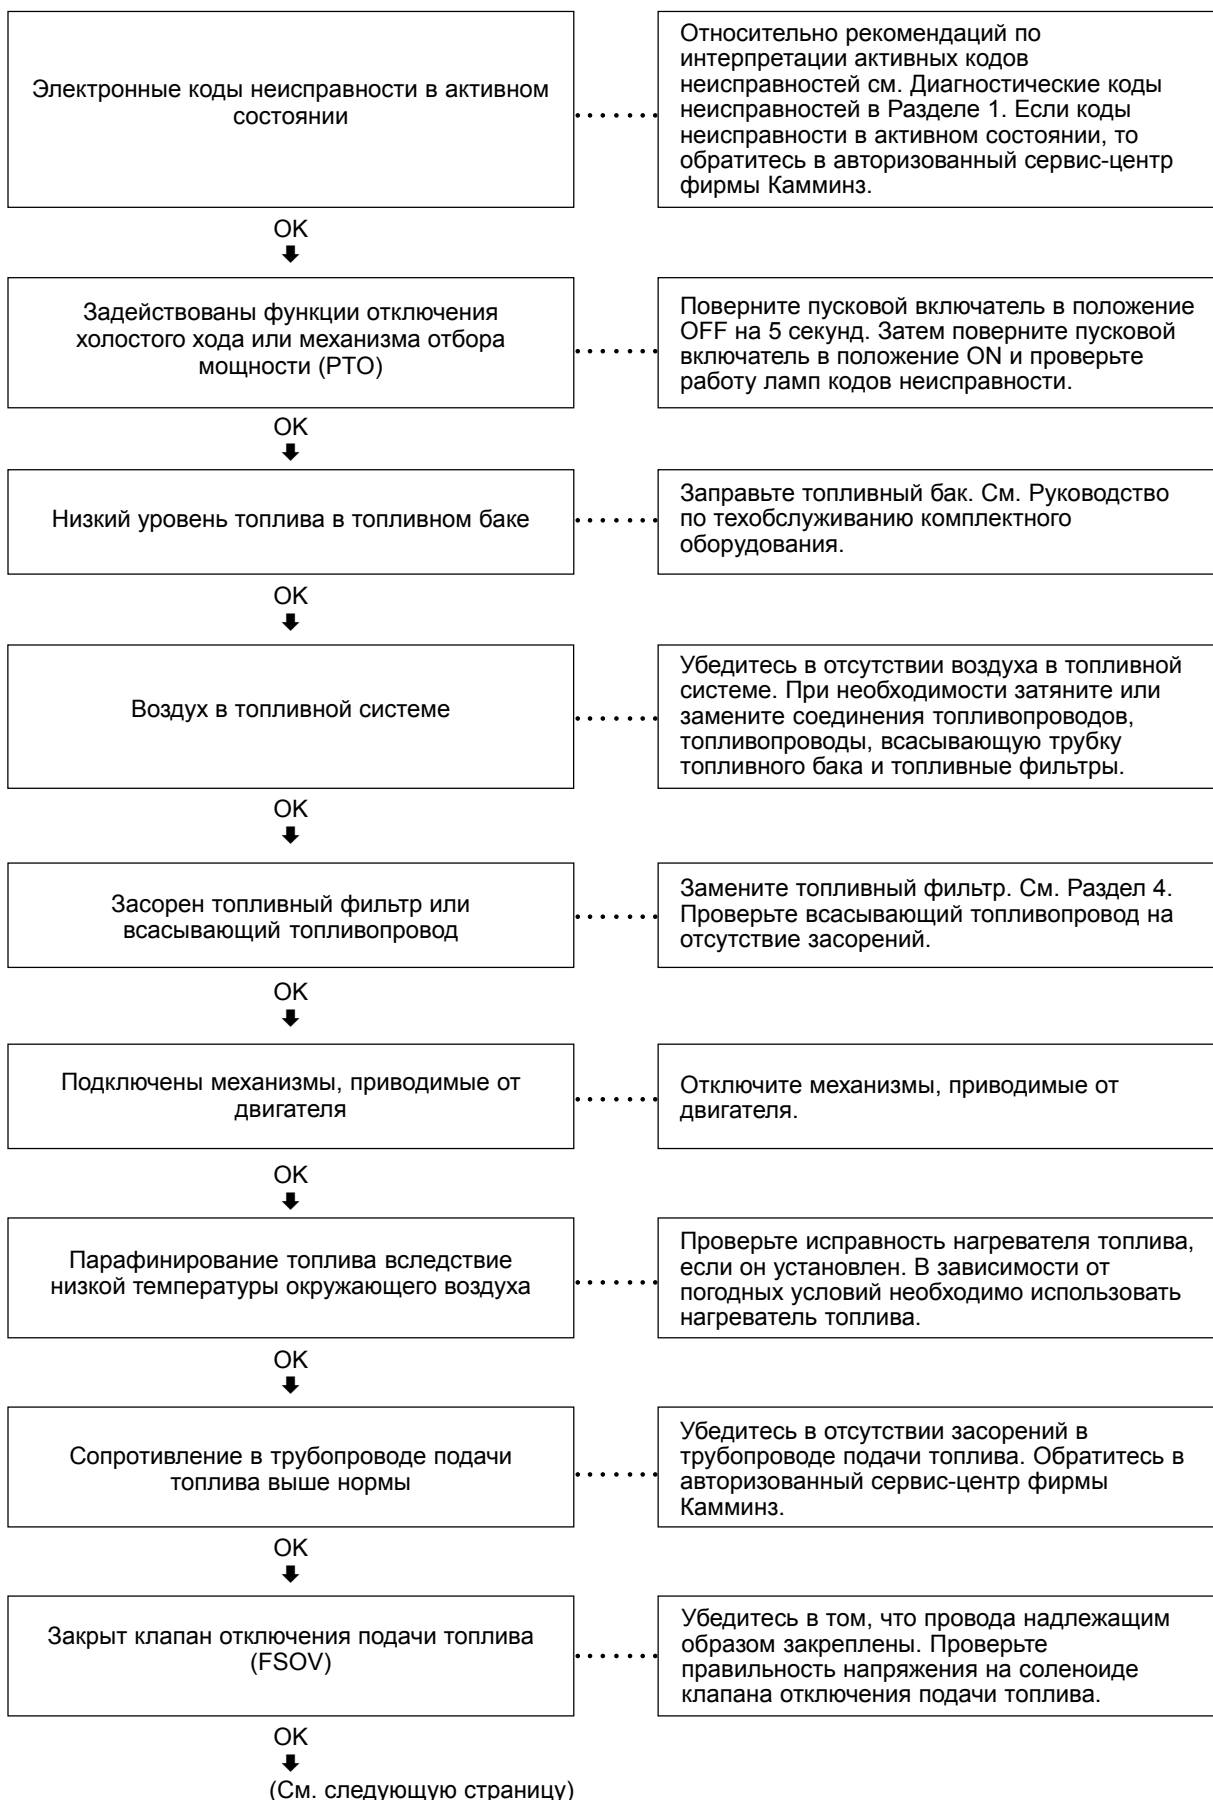 Электронные коды неисправности в активном
состоянии
Относительно рекомендаций по
интерпретации активных кодов
неисправностей см. Диагностические коды
неисправностей в Разделе 1. Если коды
неисправности в активном состоянии, то
обратитесь в авторизованный сервис-центр
фирмы Камминз.
OK
Задействованы функции отключения
холостого хода или механизма отбора
мощности (PTO)
Поверните пусковой включатель в положение
OFF на 5 секунд. Затем поверните пусковой
включатель в положение ON и проверьте
работу ламп кодов неисправности.
OK
Низкий уровень топлива в топливном баке
Заправьте топливный бак. См. Руководство
по техобслуживанию комплектного
оборудования.
OK
Воздух в топливной системе
Убедитесь в отсутствии воздуха в топливной
системе. При необходимости затяните или
замените соединения топливопроводов,
топливопроводы, всасывающую трубку
топливного бака и топливные фильтры.
OK
Засорен топливный фильтр или
всасывающий топливопровод
Замените топливный фильтр. См. Раздел 4.
Проверьте всасывающий топливопровод на
отсутствие засорений.
OK
Подключены механизмы, приводимые от
двигателя
Отключите механизмы, приводимые от
двигателя.
OK
Парафинирование топлива вследствие
низкой температуры окружающего воздуха
Проверьте исправность нагревателя топлива,
если он установлен. В зависимости от
погодных условий необходимо использовать
нагреватель топлива.
OK
Сопротивление в трубопроводе подачи
топлива выше нормы
Убедитесь в отсутствии засорений в
трубопроводе подачи топлива. Обратитесь в
авторизованный сервис-центр фирмы
Камминз.
OK
Закрыт клапан отключения подачи топлива
(FSOV)
Убедитесь в том, что провода надлежащим
образом закреплены. Проверьте
правильность напряжения на соленоиде
клапана отключения подачи топлива.
OK
(См. следующую страницу)